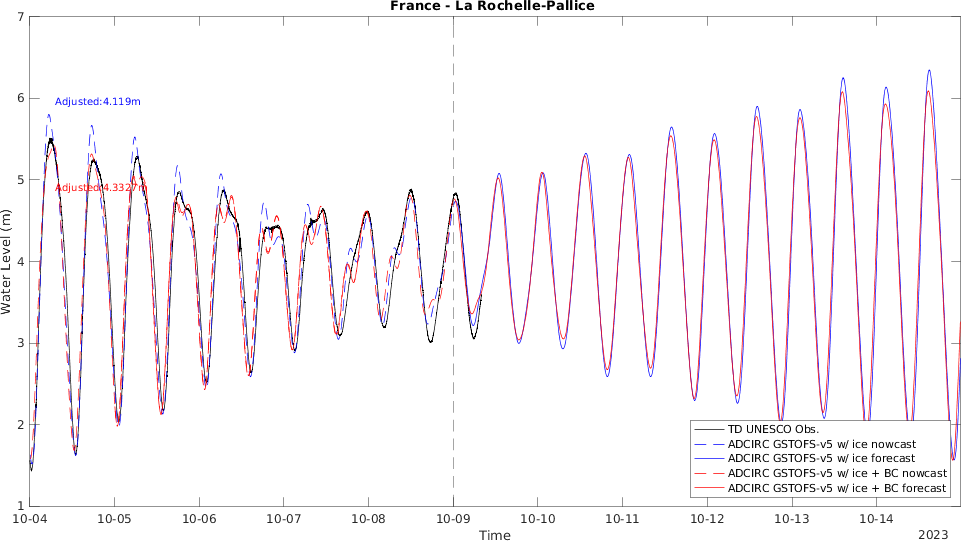 France - La Rochelle-Pallice
7
6
5
4
3
2
1
Water Level (m)
Adjusted:4.119m
Adjusted:4.3327m
TD UNESCO Obs.
ADCIRC GSTOFS-v5 w/ ice nowcast
ADCIRC GSTOFS-v5 w/ ice forecast
ADCIRC GSTOFS-v5 w/ ice + BC nowcast
ADCIRC GSTOFS-v5 w/ ice + BC forecast
10-04 10-05 10-06 10-07 10-08 10-09 10-10 10-11 10-12 10-13 10-14
Time
2023